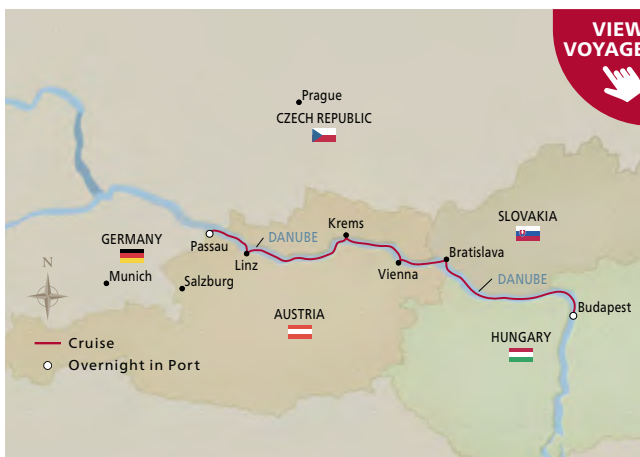 VIEW
VOYAGE
Prague
CZECH REPUBLIC
SLOVAKIA
Krems
GERMANY
Passau
DANUBE
Linz
Bratislava
Vienna
DANUBE
Munich
Salzburg
Budapest
AUSTRIA
HUNGARY
N
Cruise
Overnight in Port